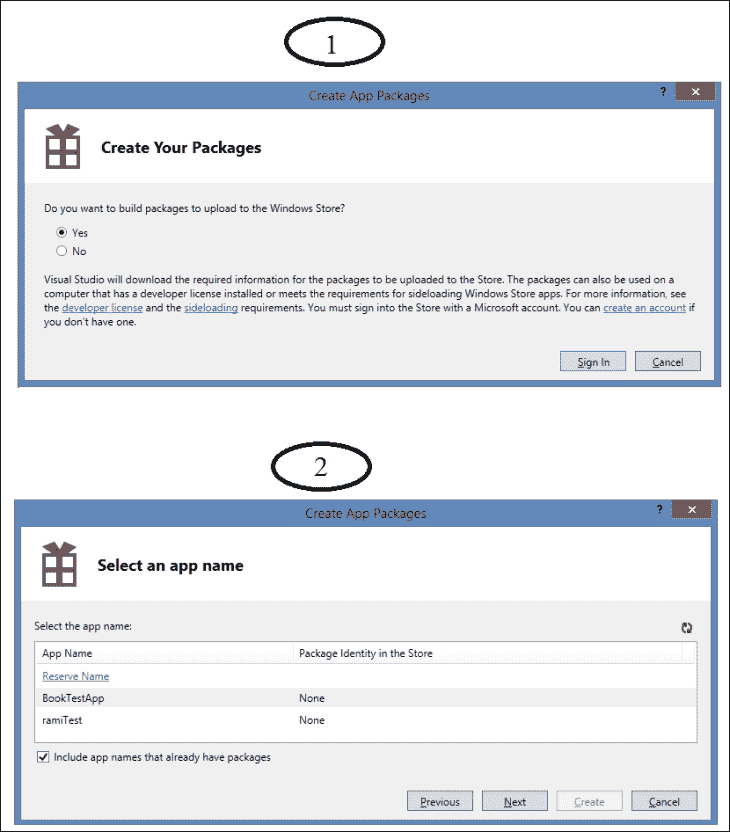 1
Create App Packages
?
Create Your Packages
Do you want to build packages to upload to the Windows Store?
Yes
No
Visual Studio will download the required information for the packages to be uploaded to the Store. The packages can also be used on a
computer that has a developer license installed or meets the requirements for sideloading Windows Store apps. For more information, see
the developer license and the sideloading requirements. You must sign into the Store with a Microsoft account. You can create an account if
you don't have one.
Sign In Cancel
2
Create App Packages
?
Select an app name
Select the app name:
App Name Package Identity in the Store
Reserve Name
BookTestApp None
ramiTest None
Include app names that already have packages
Previous Next Create Cancel